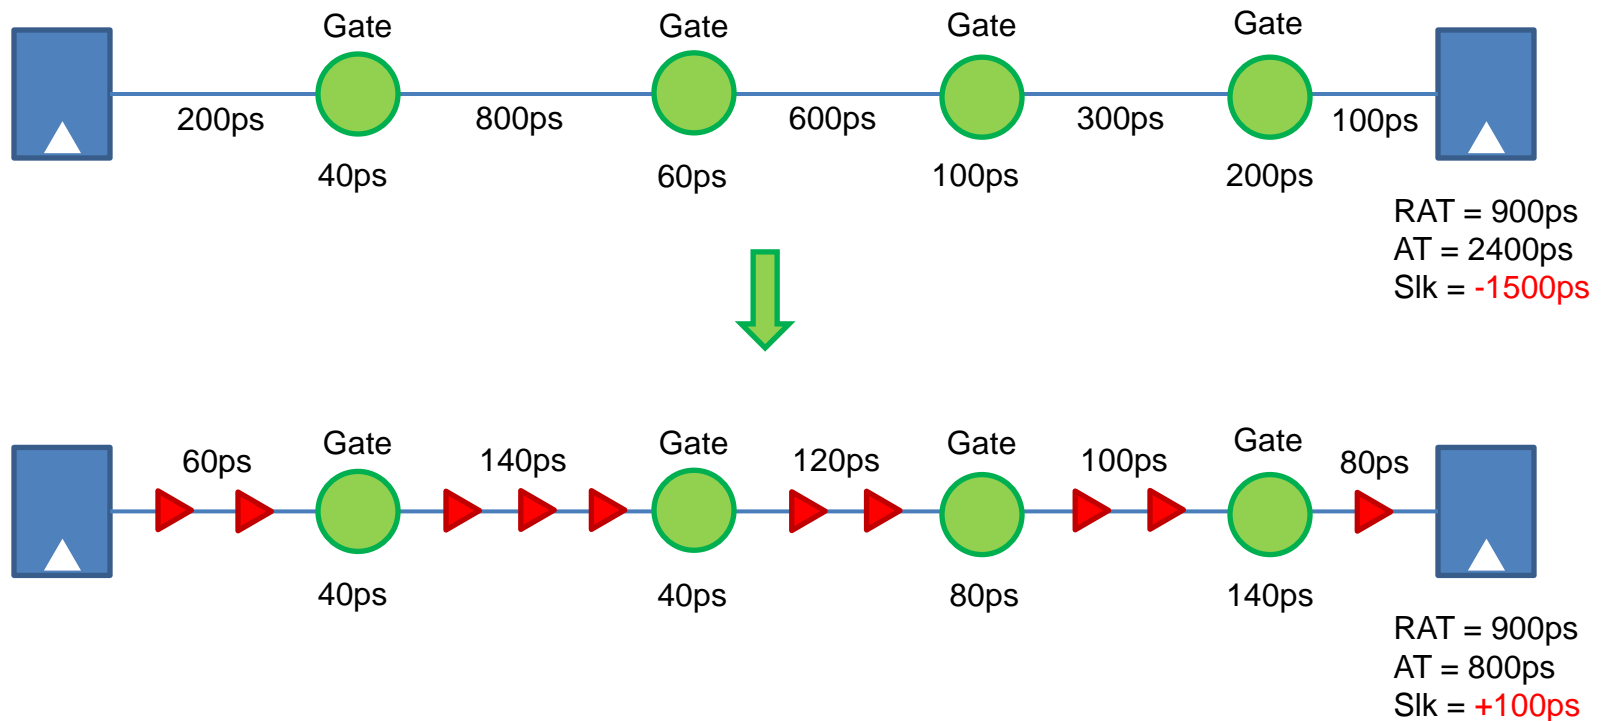 Gate Gate Gate Gate
200ps 800ps 600ps 300ps 100ps
40ps 60ps 100ps 200ps
RAT = 900ps
AT = 2400ps
Slk = -1500ps
Gate Gate Gate Gate
60ps 140ps 120ps 100ps 80ps
40ps 40ps 80ps 140ps
RAT = 900ps
AT = 800ps
Slk = +100ps